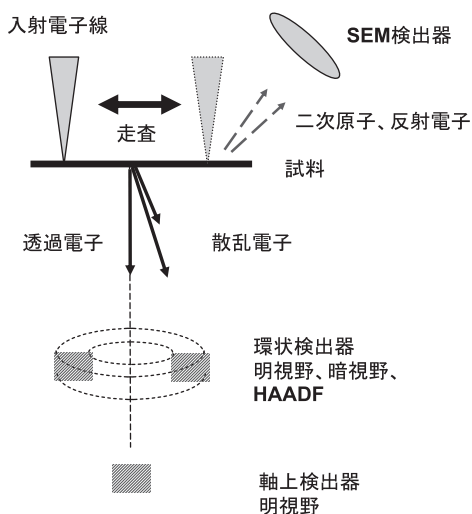 入射電子線
SEM検出器
走査
二次原子、反射電子
試料
透過電子
散乱電子
環状検出器
明視野、暗視野、
HAADF
軸上検出器
明視野